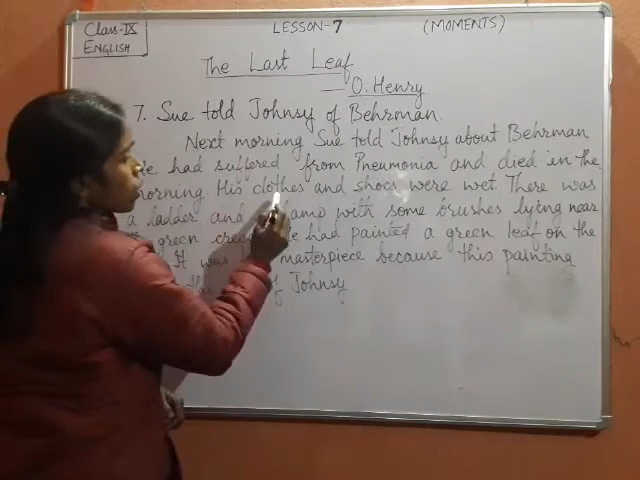 Class-IX
ENGLISH
LESSON-7
(MOMENTS)
The Last Leaf
— O. Henry
7. Sue told Johnsy of Behrman.
Next morning Sue told Johnsy about Behrman
had suffered from Pneumonia and died in the
morning His clothes and shoes were wet. There was
a ladder and with some brushes lying near
green had painted a green leaf on the
It was masterpiece because this painting
of Johnsy